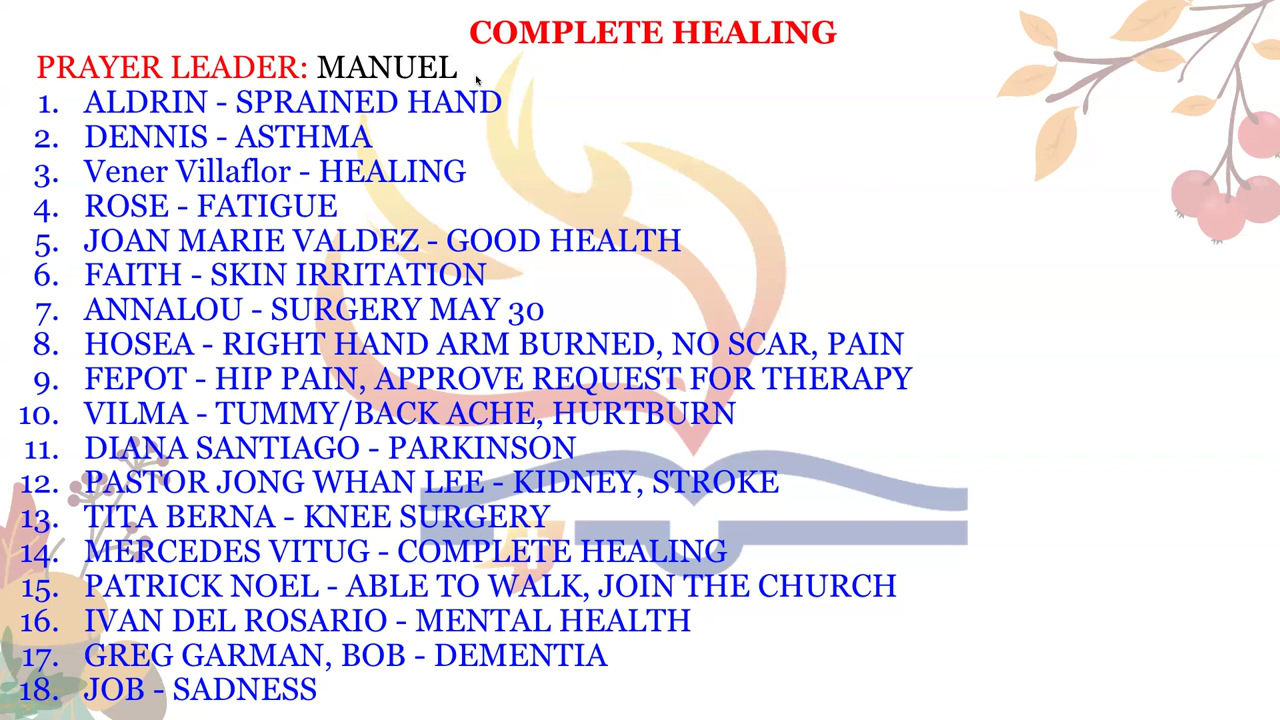 COMPLETE HEALING
PRAYER LEADER: MANUEL
1. ALDRIN - SPRAINED HAND
2. DENNIS - ASTHMA
3. Vener Villaflor - HEALING
4. ROSE - FATIGUE
5. JOAN MARIE VALDEZ - GOOD HEALTH
6. FAITH - SKIN IRRITATION
7. ANNALOU - SURGERY MAY 30
8. HOSEA - RIGHT HAND ARM BURNED, NO SCAR, PAIN
9. FEPOT - HIP PAIN, APPROVE REQUEST FOR THERAPY
10. VILMA - TUMMY/BACK ACHE, HURTBURN
11. DIANA SANTIAGO - PARKINSON
12. PASTOR JONG WHAN LEE - KIDNEY, STROKE
13. TITA BERNA - KNEE SURGERY
14. MERCEDES VITUG - COMPLETE HEALING
15. PATRICK NOEL - ABLE TO WALK, JOIN THE CHURCH
16. IVAN DEL ROSARIO - MENTAL HEALTH
17. GREG GARMAN, BOB - DEMENTIA
18. JOB - SADNESS